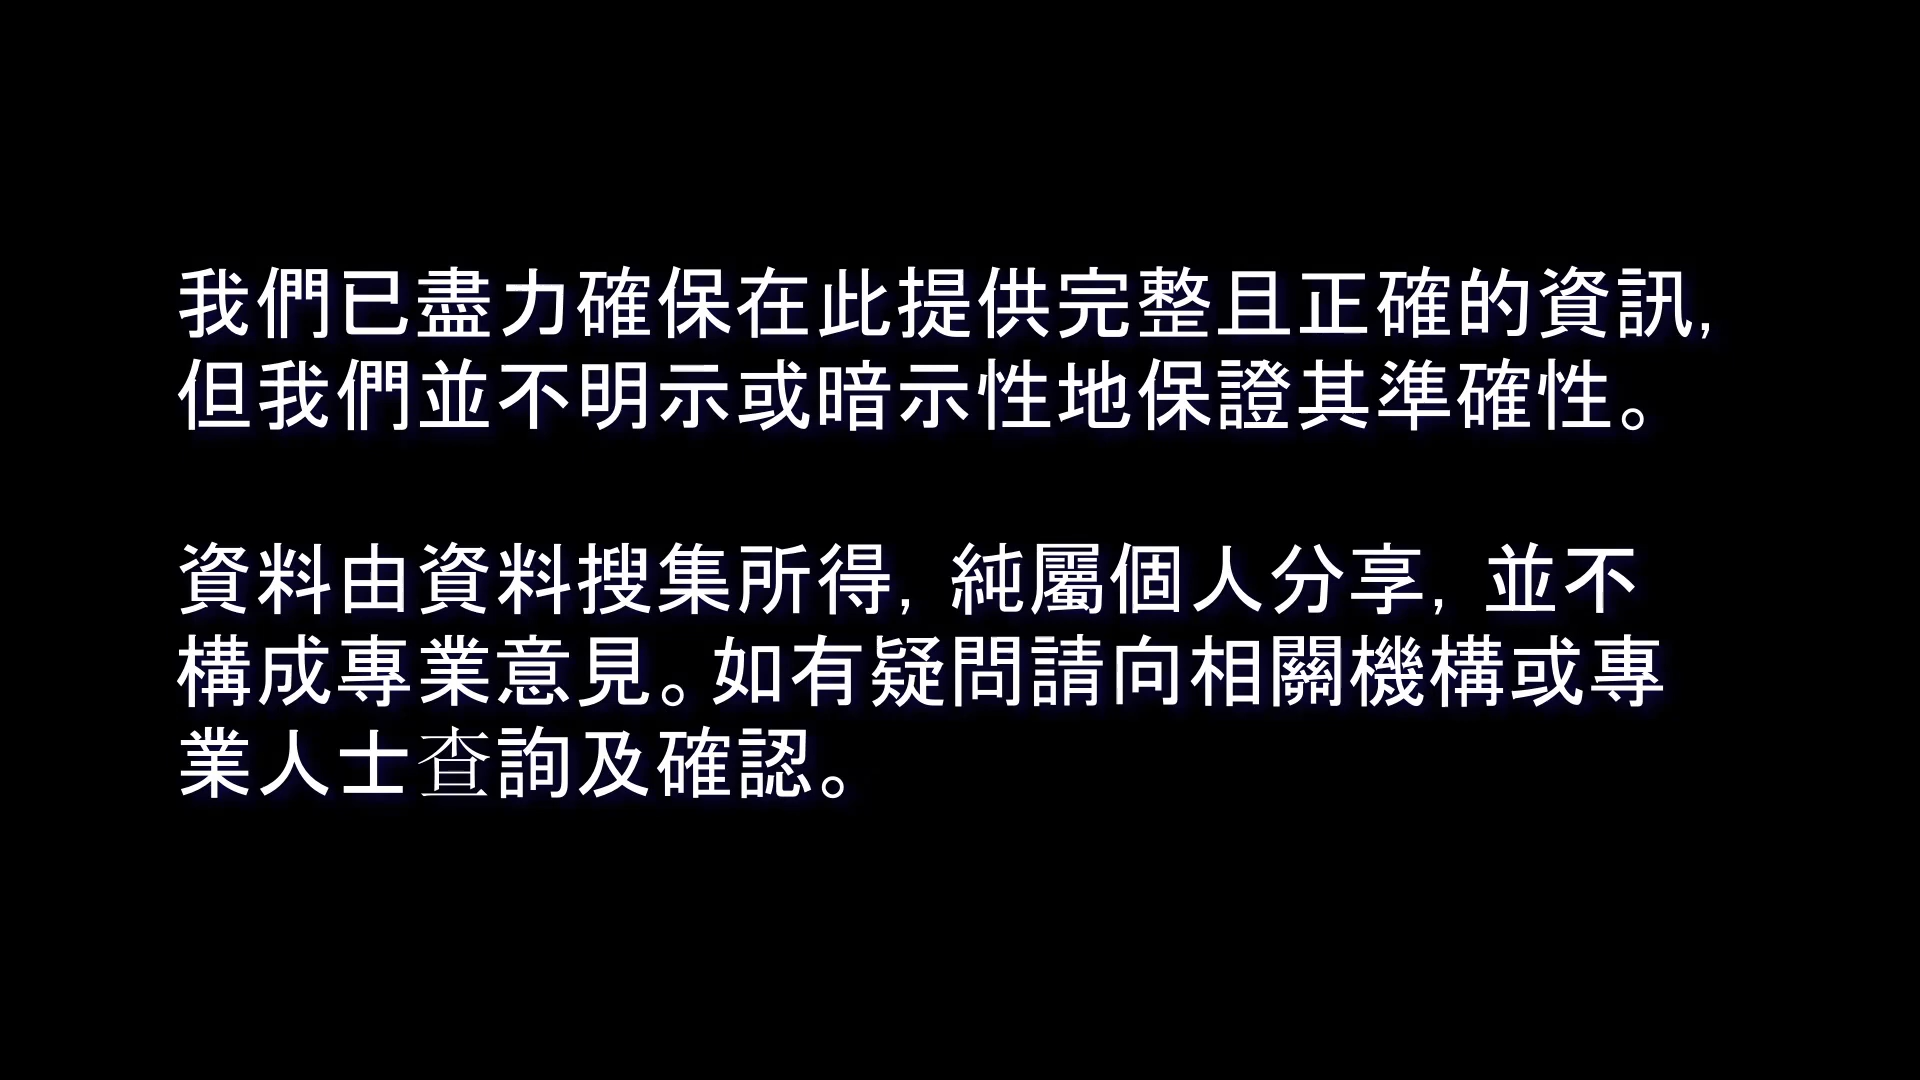 我們已盡力確保在此提供完整且正確的資訊,
但我們並不明示或暗示性地保證其準確性。
資料由資料搜集所得, 純屬個人分享, 並不
構成專業意見。如有疑問請向相關機構或專
業人士查詢及確認。